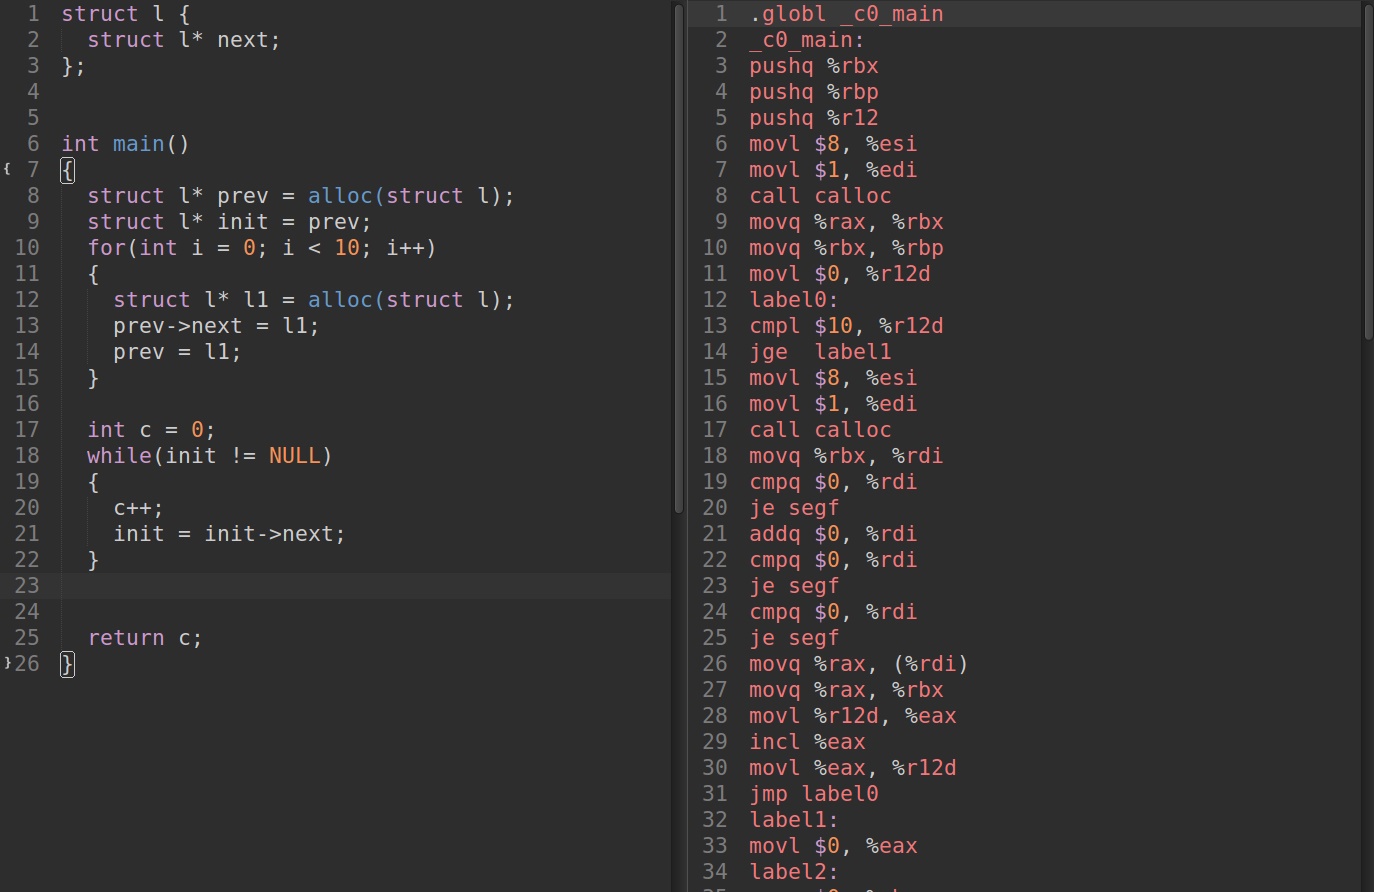 1 struct l {
2 struct l* next;
3 };
4
5
6 int main()
7 {
8 struct l* prev = alloc(struct l);
9 struct l* init = prev;
10 for(int i = 0; i < 10; i++)
11 {
12 struct l* l1 = alloc(struct l);
13 prev->next = l1;
14 prev = l1;
15 }
16
17 int c = 0;
18 while(init != NULL)
19 {
20 c++;
21 init = init->next;
22 }
23
24
25 return c;
26 }
1 .globl _c0_main
2 _c0_main:
3 pushq %rbx
4 pushq %rbp
5 pushq %r12
6 movl $8, %esi
7 movl $1, %edi
8 call calloc
9 movq %rax, %rbx
10 movq %rbx, %rbp
11 movl $0, %r12d
12 label0:
13 cmpl $10, %r12d
14 jge  label1
15 movl $8, %esi
16 movl $1, %edi
17 call calloc
18 movq %rbx, %rdi
19 cmpq $0, %rdi
20 je segf
21 addq $0, %rdi
22 cmpq $0, %rdi
23 je segf
24 cmpq $0, %rdi
25 je segf
26 movq %rax, (%rdi)
27 movq %rax, %rbx
28 movl %r12d, %eax
29 incl %eax
30 movl %eax, %r12d
31 jmp label0
32 label1:
33 movl $0, %eax
34 label2: